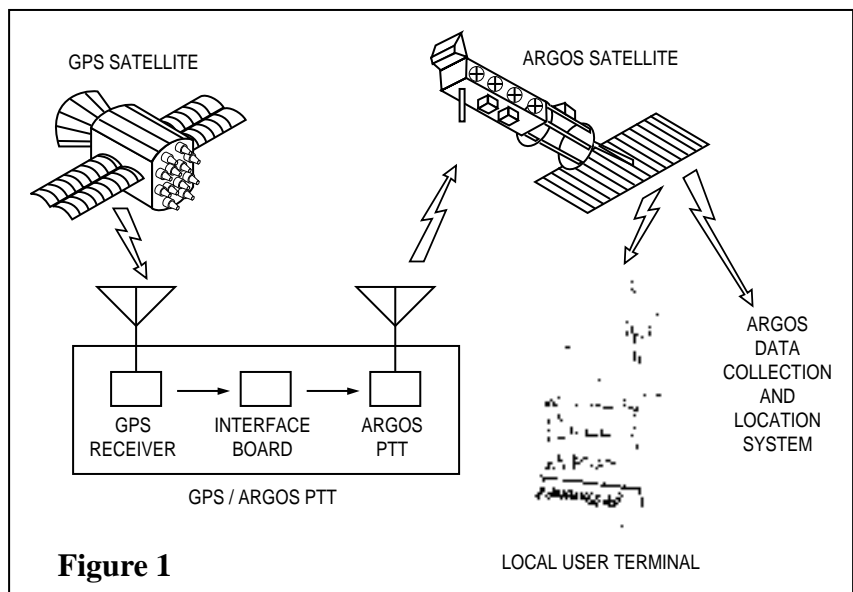 GPS SATELLITE
ARGOS SATELLITE
GPS
RECEIVER
INTERFACE
BOARD
ARGOS
PTT
GPS / ARGOS PTT
ARGOS
DATA
COLLECTION
AND
LOCATION
SYSTEM
LOCAL USER TERMINAL
Figure 1